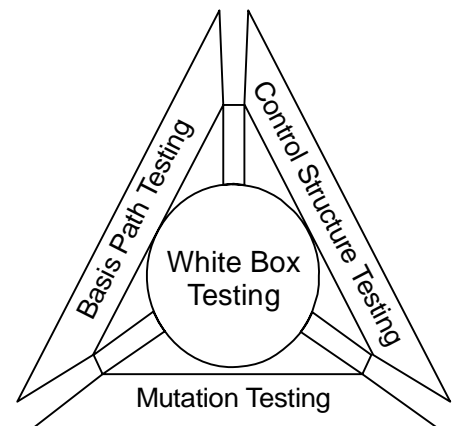 Basis Path Testing
Control Structure Testing
White Box
Testing
Mutation Testing